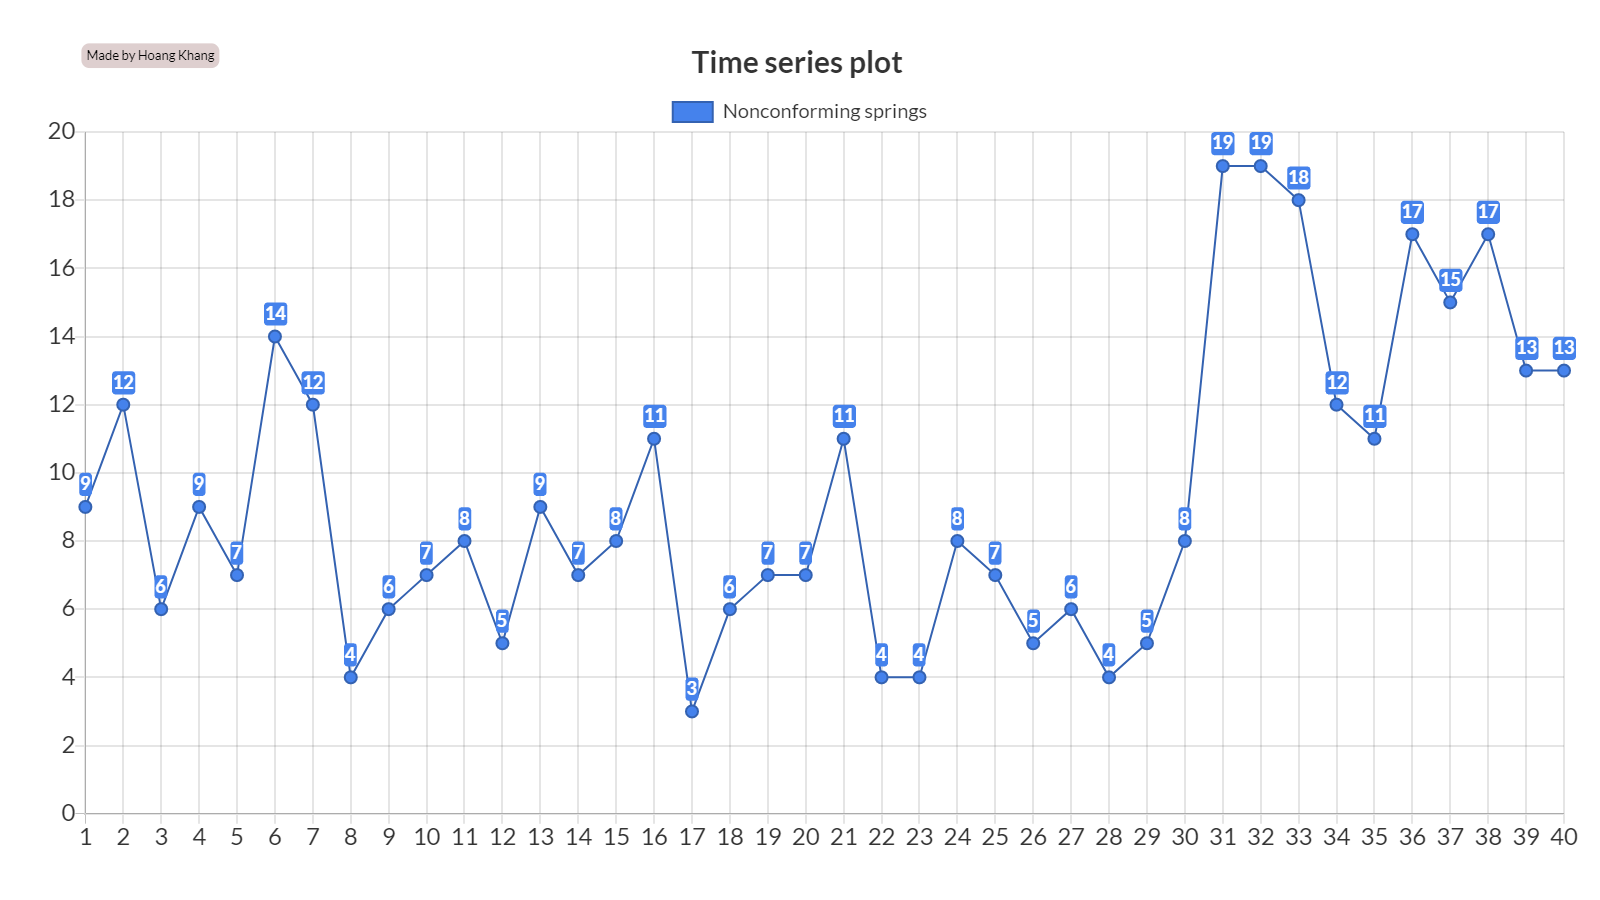 Made by Hoang Khang
Time series plot
Nonconforming springs
20
18
16
14
12
10
8
6
4
2
0
9 12 6 9 7 14 12 4 6 7 8 5 9 7 8 11 3 6 7 7 11 4 4 8 7 5 6 4 5 8 19 19 18 12 11 17 15 17 13 13
1 2 3 4 5 6 7 8 9 10 11 12 13 14 15 16 17 18 19 20 21 22 23 24 25 26 27 28 29 30 31 32 33 34 35 36 37 38 39 40